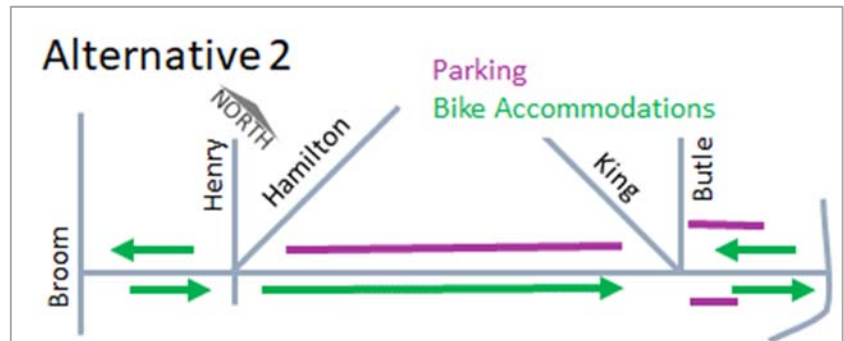 Alternative 2
Parking
Bike Accommodations
NORTH
Henry
Hamilton
King
Butle
Broom